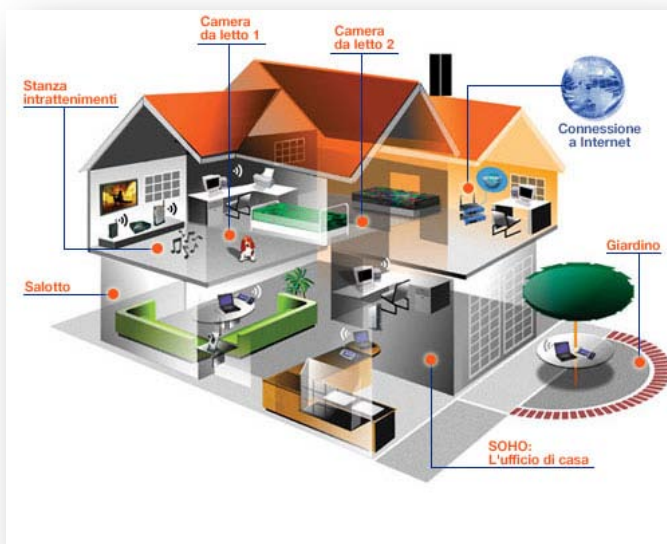 Camera
da letto 1
Camera
da letto 2
Stanza
intrattenimenti
Connessione
a Internet
Giardino
Salotto
SOHO:
L'ufficio di casa